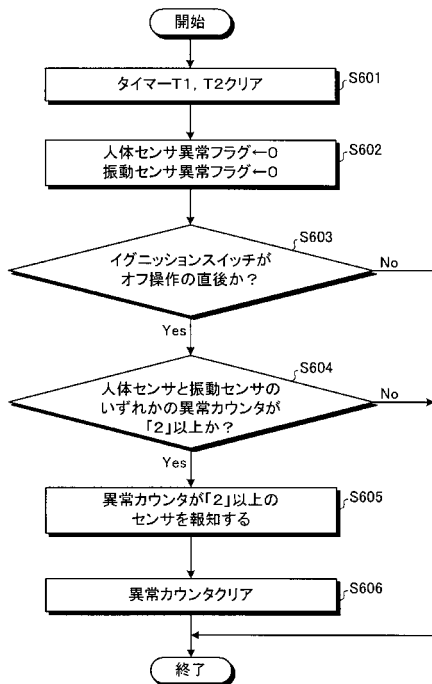 開始
タイマーT1，T2クリア
S601
人体センサ異常フラグ←0
振動センサ異常フラグ←0
S602
イグニッションスイッチが
オフ操作の直後か？
S603
No
Yes
人体センサと振動センサの
いずれかの異常カウンタが
「2」以上か？
S604
No
Yes
異常カウンタが「2」以上の
センサを報知する
S605
異常カウンタクリア
S606
終了